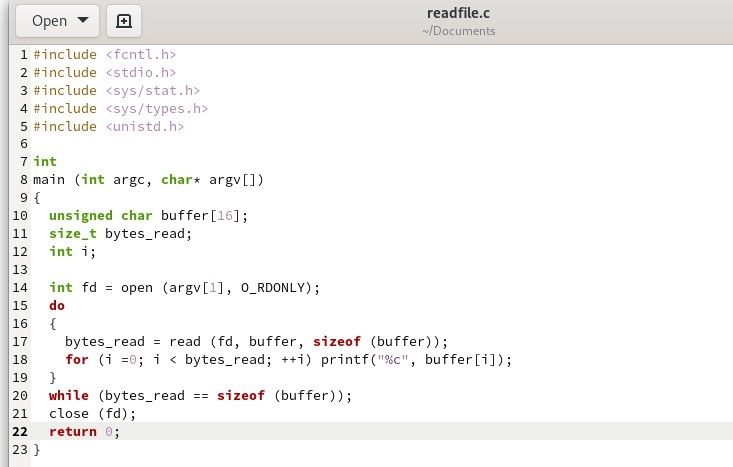 Open
readfile.c
~/Documents
1 #include <fcntl.h>
2 #include <stdio.h>
3 #include <sys/stat.h>
4 #include <sys/types.h>
5 #include <unistd.h>
6
7 int
8 main (int argc, char* argv[])
9 {
10   unsigned char buffer[16];
11   size_t bytes_read;
12   int i;
13
14   int fd = open (argv[1], O_RDONLY);
15   do
16   {
17     bytes_read = read (fd, buffer, sizeof (buffer));
18     for (i =0; i < bytes_read; ++i) printf("%c", buffer[i]);
19   }
20   while (bytes_read == sizeof (buffer));
21   close (fd);
22   return 0;
23 }